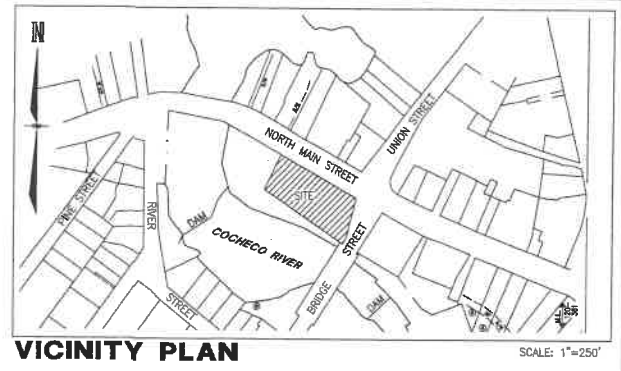 N
NORTH MAIN STREET
UNION STREET
PINE STREET
RIVER
STREET
DAM
SITE
COCHECO RIVER
BRIDGE
STREET
DAM
VICINITY PLAN
SCALE: 1"=250'